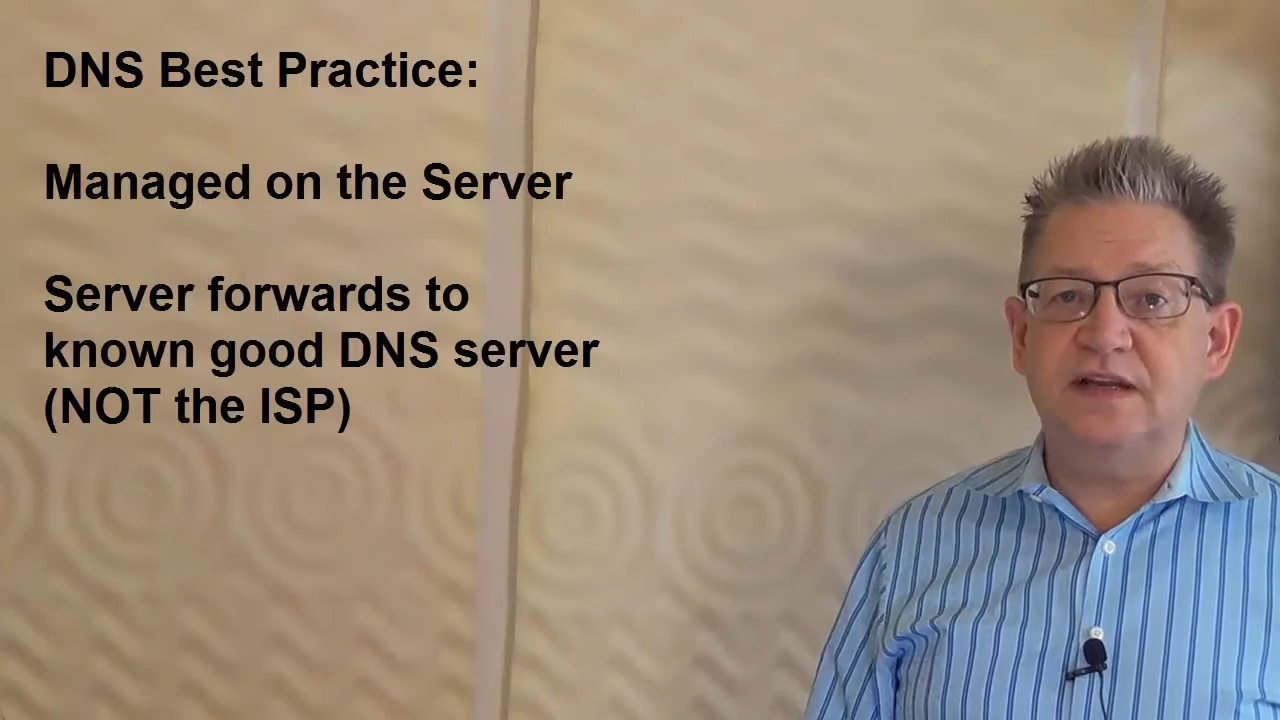 DNS Best Practice:
Managed on the Server
Server forwards to
known good DNS server
(NOT the ISP)